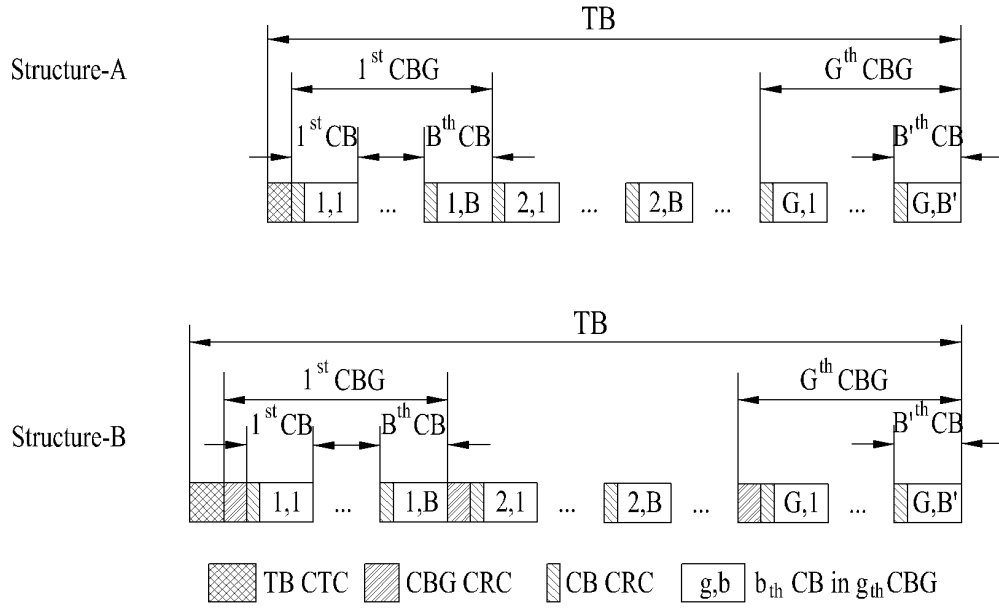 TB
Structure-A
1st CBG
Gth CBG
1st CB
Bth CB
B'th CB
1,1 ... 1,B 2,1 ... 2,B ... G,1 ... G,B'
TB
1st CBG
Gth CBG
Structure-B
1st CB
Bth CB
B'th CB
1,1 ... 1,B 2,1 ... 2,B ... G,1 ... G,B'
TB CTC
CBG CRC
CB CRC
g,b
bth CB in gth CBG